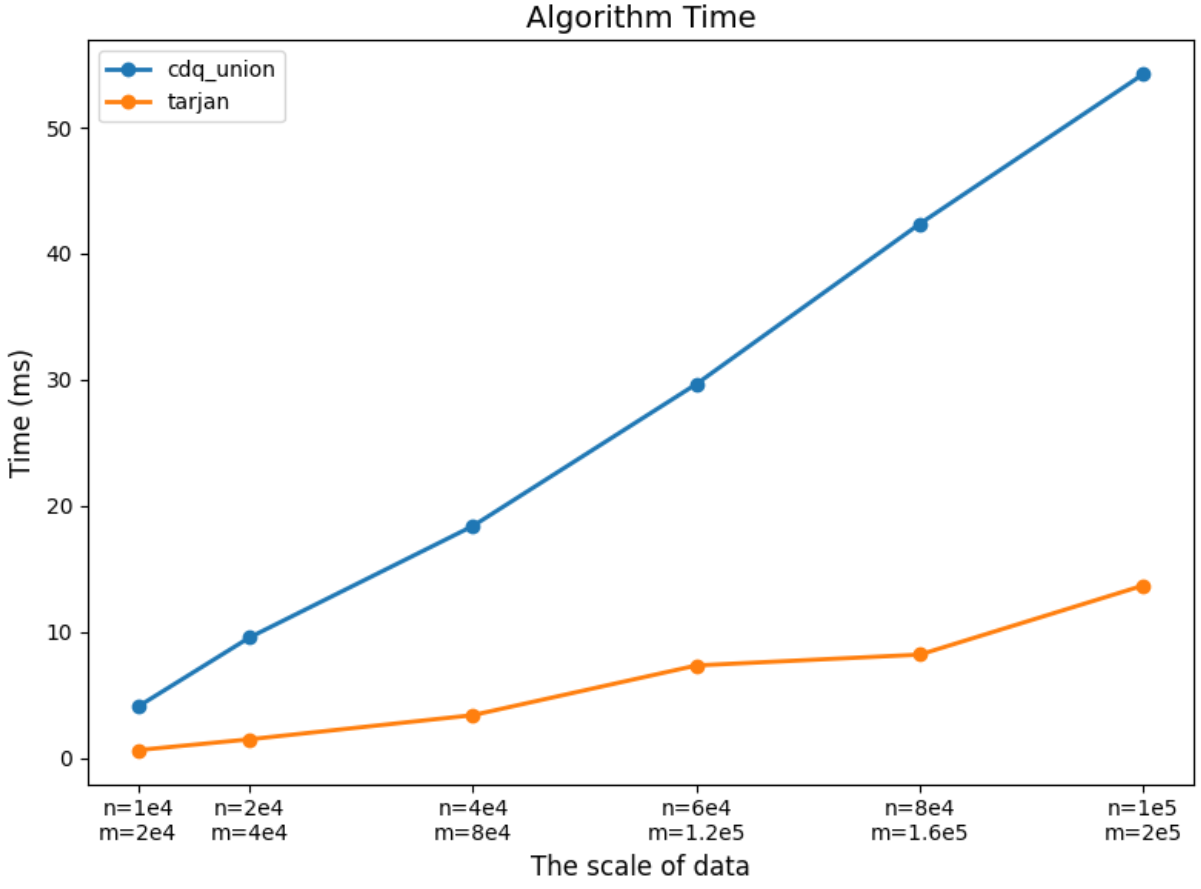 Algorithm Time
cdq_union
tarjan
Time (ms)
50
40
30
20
10
0
n=1e4 n=2e4 n=4e4 n=6e4 n=8e4 n=1e5
m=2e4 m=4e4 m=8e4 m=1.2e5 m=1.6e5 m=2e5
The scale of data